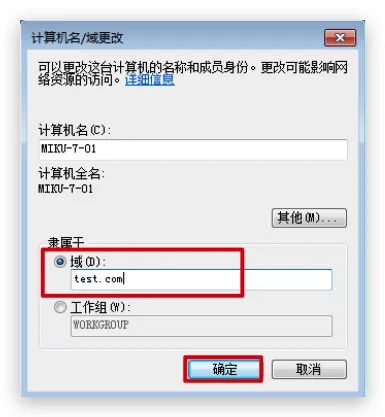 计算机名/域更改
可以更改这台计算机的名称和成员身份。更改可能影响网
络资源的访问。详细信息
计算机名(C):
MIKU-7-01
计算机全名:
MIKU-7-01
其他(M)...
隶属于
域(D):
test.com
工作组(W):
WORKGROUP
确定
取消